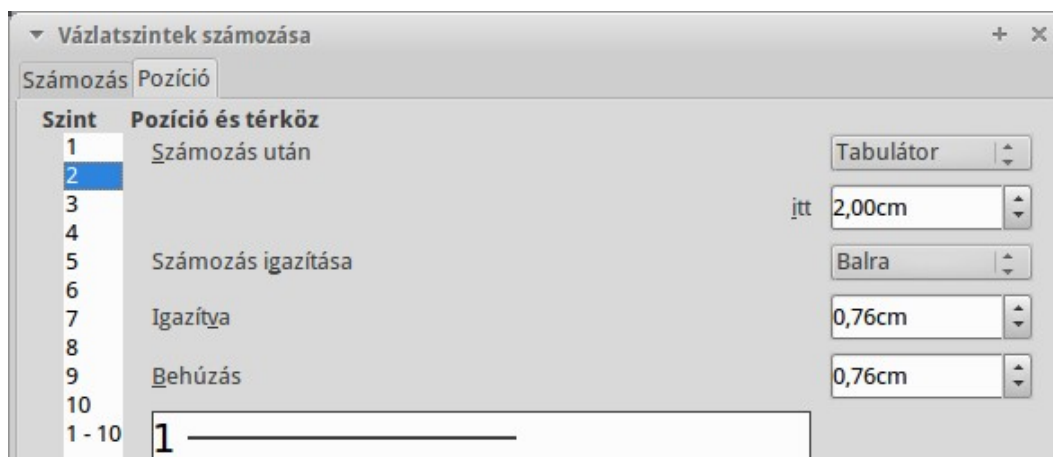 Vázlatszintek számozása
Számozás Pozíció
Szint Pozíció és térköz
1 Számozás után Tabulátor
2
3 itt 2,00cm
4
5 Számozás igazítása Balra
6
7 Igazítva 0,76cm
8
9 Behúzás 0,76cm
10
1 - 10
1